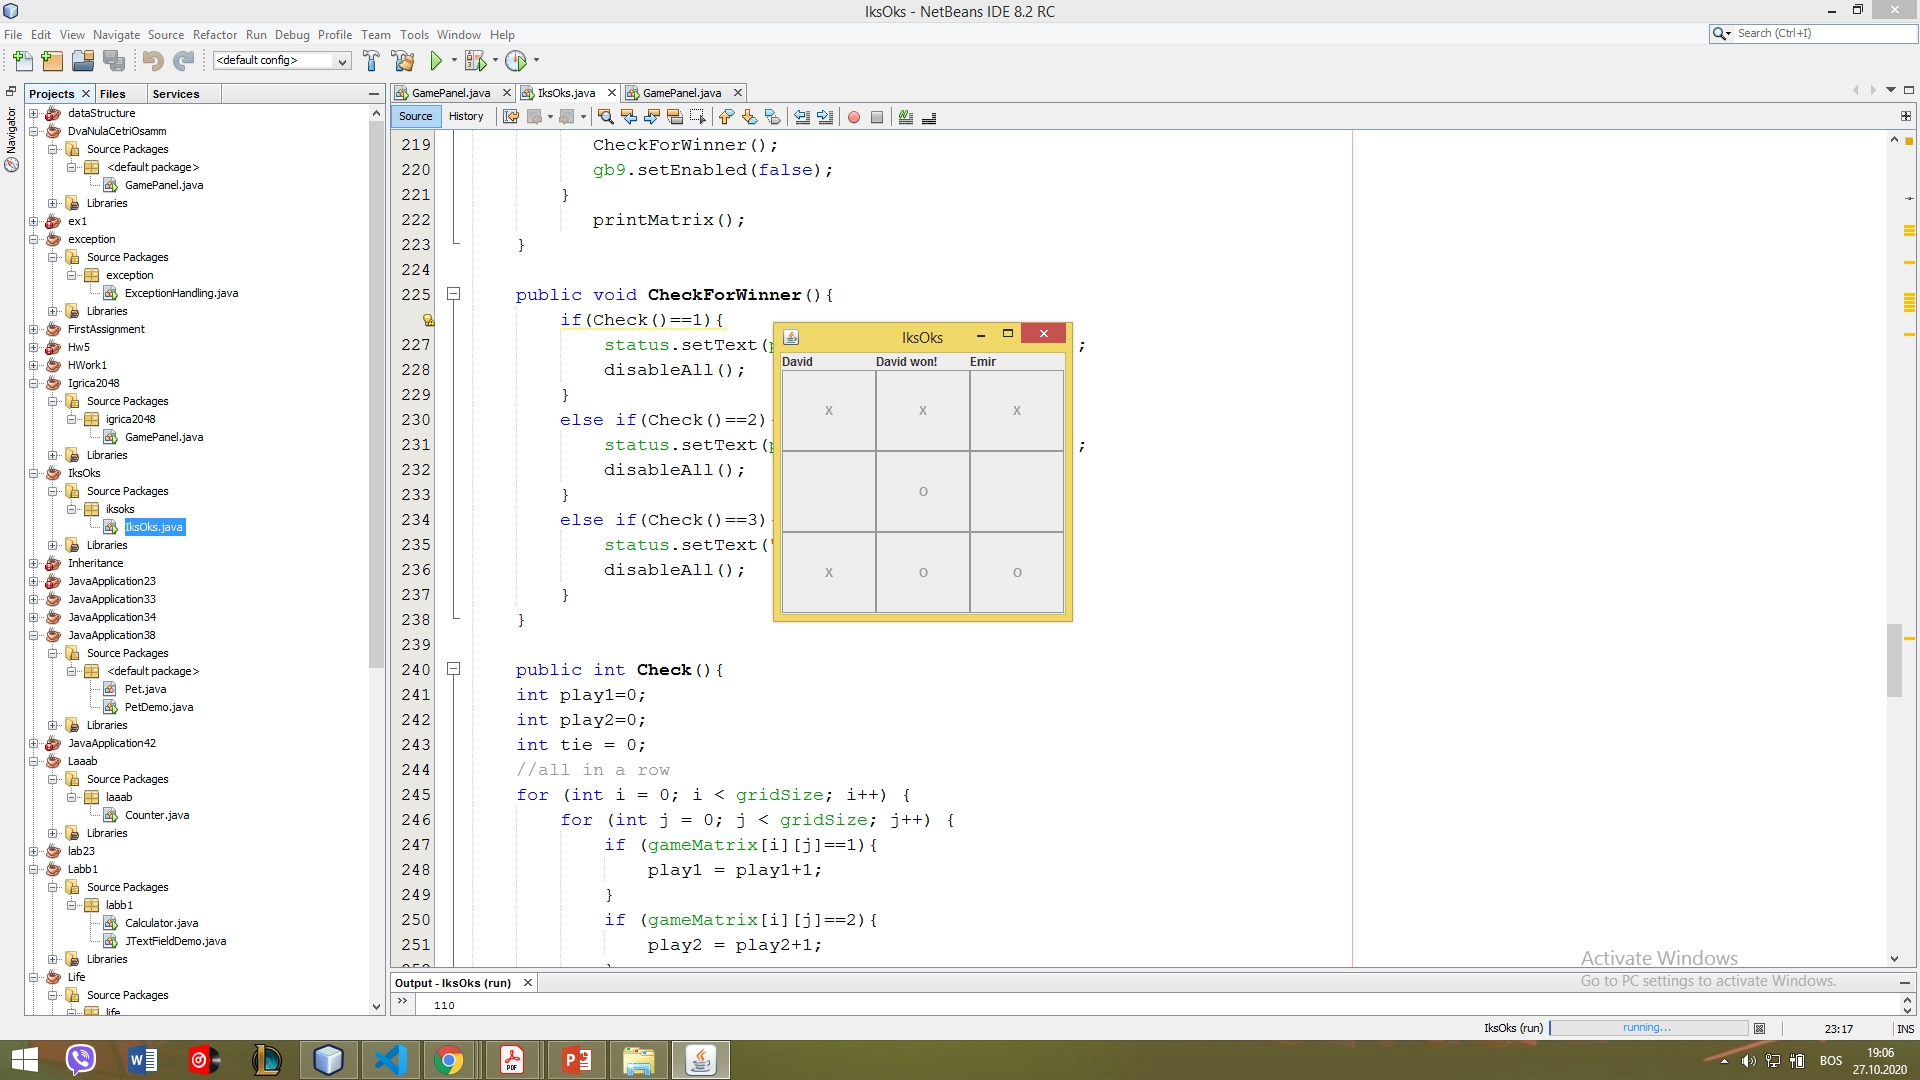 IksOks - NetBeans IDE 8.2 RC
File Edit View Navigate Source Refactor Run Debug Profile Team Tools Window Help
Search (Ctrl+I)
<default config>
Projects Files Services
Navigator
dataStructure
DvaNulaCetriOsamm
Source Packages
<default package>
GamePanel.java
Libraries
ex1
exception
Source Packages
exception
ExceptionHandling.java
Libraries
FirstAssignment
Hw5
HWork1
Igrica2048
Source Packages
igrica2048
GamePanel.java
Libraries
IksOks
Source Packages
iksoks
IksOks.java
Libraries
Inheritance
JavaApplication23
JavaApplication33
JavaApplication34
JavaApplication38
Source Packages
<default package>
Pet.java
PetDemo.java
Libraries
JavaApplication42
Laaab
Source Packages
laaab
Counter.java
Libraries
lab23
Labb1
Source Packages
labb1
Calculator.java
JTextFieldDemo.java
Libraries
Life
Source Packages
life
GamePanel.java IksOks.java GamePanel.java
Source History
219 CheckForWinner();
220 gb9.setEnabled(false);
221 }
222 printMatrix();
223 }
224
225 public void CheckForWinner(){
if(Check()==1){
227 status.setText( ;
228 disableAll();
229 }
230 else if(Check()==2)
231 status.setText( ;
232 disableAll();
233 }
234 else if(Check()==3)
235 status.setText("
236 disableAll();
237 }
238 }
239
240 public int Check(){
241 int play1=0;
242 int play2=0;
243 int tie = 0;
244 //all in a row
245 for (int i = 0; i < gridSize; i++) {
246 for (int j = 0; j < gridSize; j++) {
247 if (gameMatrix[i][j]==1){
248 play1 = play1+1;
249 }
250 if (gameMatrix[i][j]==2){
251 play2 = play2+1;
IksOks
David David won! Emir
x x x
o
x o o
Activate Windows
Go to PC settings to activate Windows.
Output - IksOks (run)
110
IksOks (run) running... 23:17 INS
BOS
19:06
27.10.2020